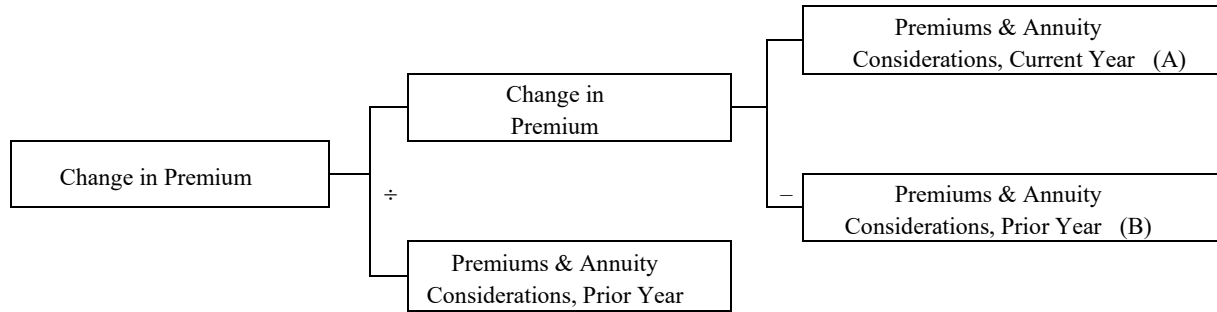 Premiums & Annuity
Considerations, Current Year (A)
Change in
Premium
Change in Premium
÷
–
Premiums & Annuity
Considerations, Prior Year (B)
Premiums & Annuity
Considerations, Prior Year